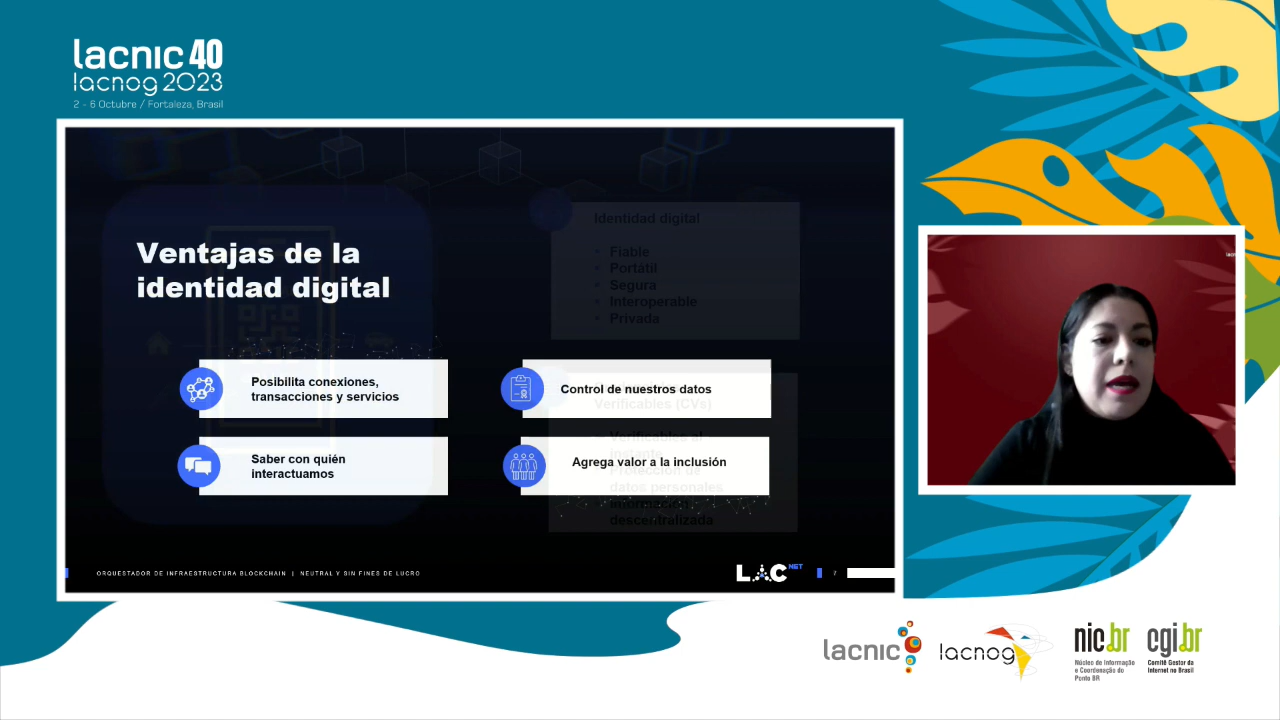 lacnic 40
lacnog 2023
2 - 6 Octubre / Fortaleza, Brasil
Ventajas de la
identidad digital
Identidad digital
• Fiable
• Portátil
• Segura
• Interoperable
• Privada
Posibilita conexiones,
transacciones y servicios
Control de nuestros datos
Verificables (CVs)
Saber con quién
interactuamos
Agrega valor a la inclusión
Verificables al
instante
datos personales
descentralizada
ORQUESTADOR DE INFRAESTRUCTURA BLOCKCHAIN | NEUTRAL Y SIN FINES DE LUCRO
LAC NET
7
lacnic
lacnog
nic.br
Núcleo de Informação
e Coordenação do
Ponto BR
cgi.br
Comitê Gestor da
Internet no Brasil